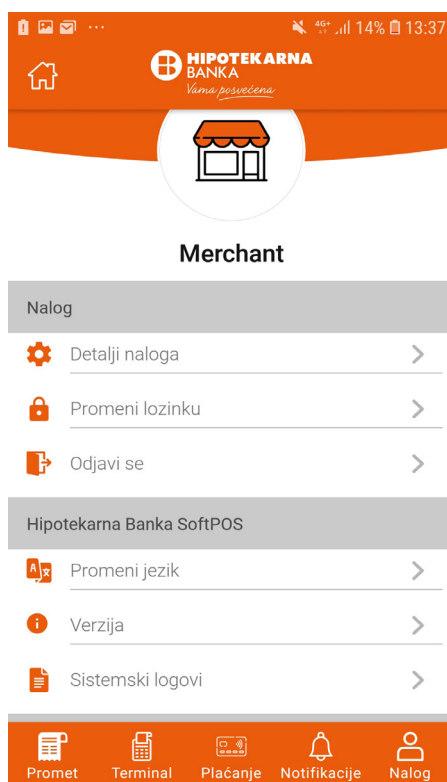 4G+ 14% 13:37
HIPOTEKARNA
BANKA
Vama posvećena
Merchant
Nalog
Detalji naloga
Promeni lozinku
Odjavi se
Hipotekarna Banka SoftPOS
Promeni jezik
Verzija
Sistemski logovi
Promet Terminal Plaćanje Notifikacije Nalog